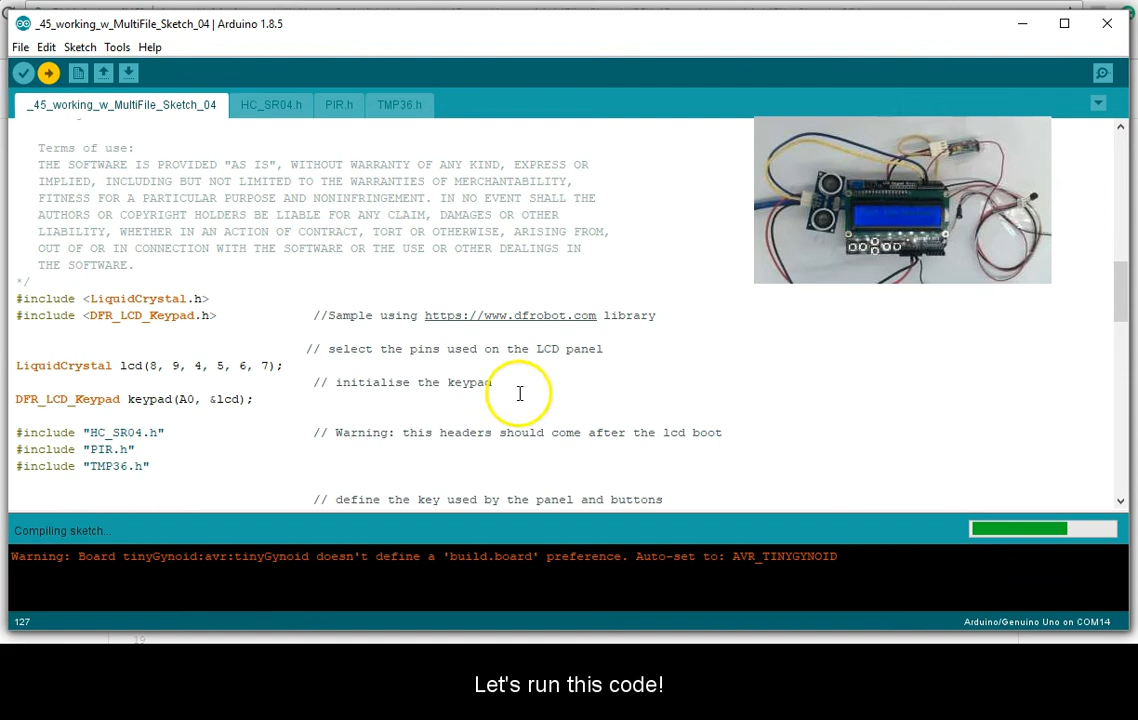 _45_working_w_MultiFile_Sketch_04 | Arduino 1.8.5
File Edit Sketch Tools Help
_45_working_w_MultiFile_Sketch_04 HC_SR04.h PIR.h TMP36.h
Terms of use:
THE SOFTWARE IS PROVIDED "AS IS", WITHOUT WARRANTY OF ANY KIND, EXPRESS OR
IMPLIED, INCLUDING BUT NOT LIMITED TO THE WARRANTIES OF MERCHANTABILITY,
FITNESS FOR A PARTICULAR PURPOSE AND NONINFRINGEMENT. IN NO EVENT SHALL THE
AUTHORS OR COPYRIGHT HOLDERS BE LIABLE FOR ANY CLAIM, DAMAGES OR OTHER
LIABILITY, WHETHER IN AN ACTION OF CONTRACT, TORT OR OTHERWISE, ARISING FROM,
OUT OF OR IN CONNECTION WITH THE SOFTWARE OR THE USE OR OTHER DEALINGS IN
THE SOFTWARE.
*/
#include <LiquidCrystal.h>
#include <DFR_LCD_Keypad.h> //Sample using https://www.dfrobot.com library
// select the pins used on the LCD panel
LiquidCrystal lcd(8, 9, 4, 5, 6, 7);
// initialise the keypad
DFR_LCD_Keypad keypad(A0, &lcd);
#include "HC_SR04.h" // Warning: this headers should come after the lcd boot
#include "PIR.h"
#include "TMP36.h"
// define the key used by the panel and buttons
Compiling sketch...
Warning: Board tinyGynoid:avr:tinyGynoid doesn't define a 'build.board' preference. Auto-set to: AVR_TINYGYNOID
127 Arduino/Genuino Uno on COM14
19
Let's run this code!